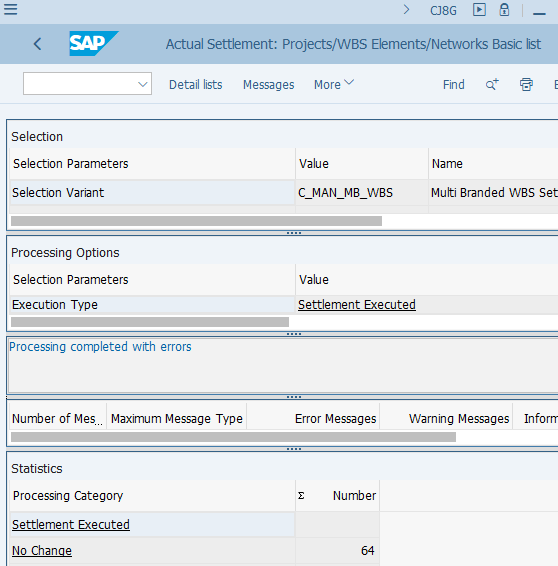 CJ8G
SAP
Actual Settlement: Projects/WBS Elements/Networks Basic list
Detail lists Messages More Find
Selection
Selection Parameters Value Name
Selection Variant C_MAN_MB_WBS Multi Branded WBS Set
Processing Options
Selection Parameters Value
Execution Type Settlement Executed
Processing completed with errors
Number of Mes... Maximum Message Type Error Messages Warning Messages Inform
Statistics
Processing Category Σ Number
Settlement Executed
No Change 64